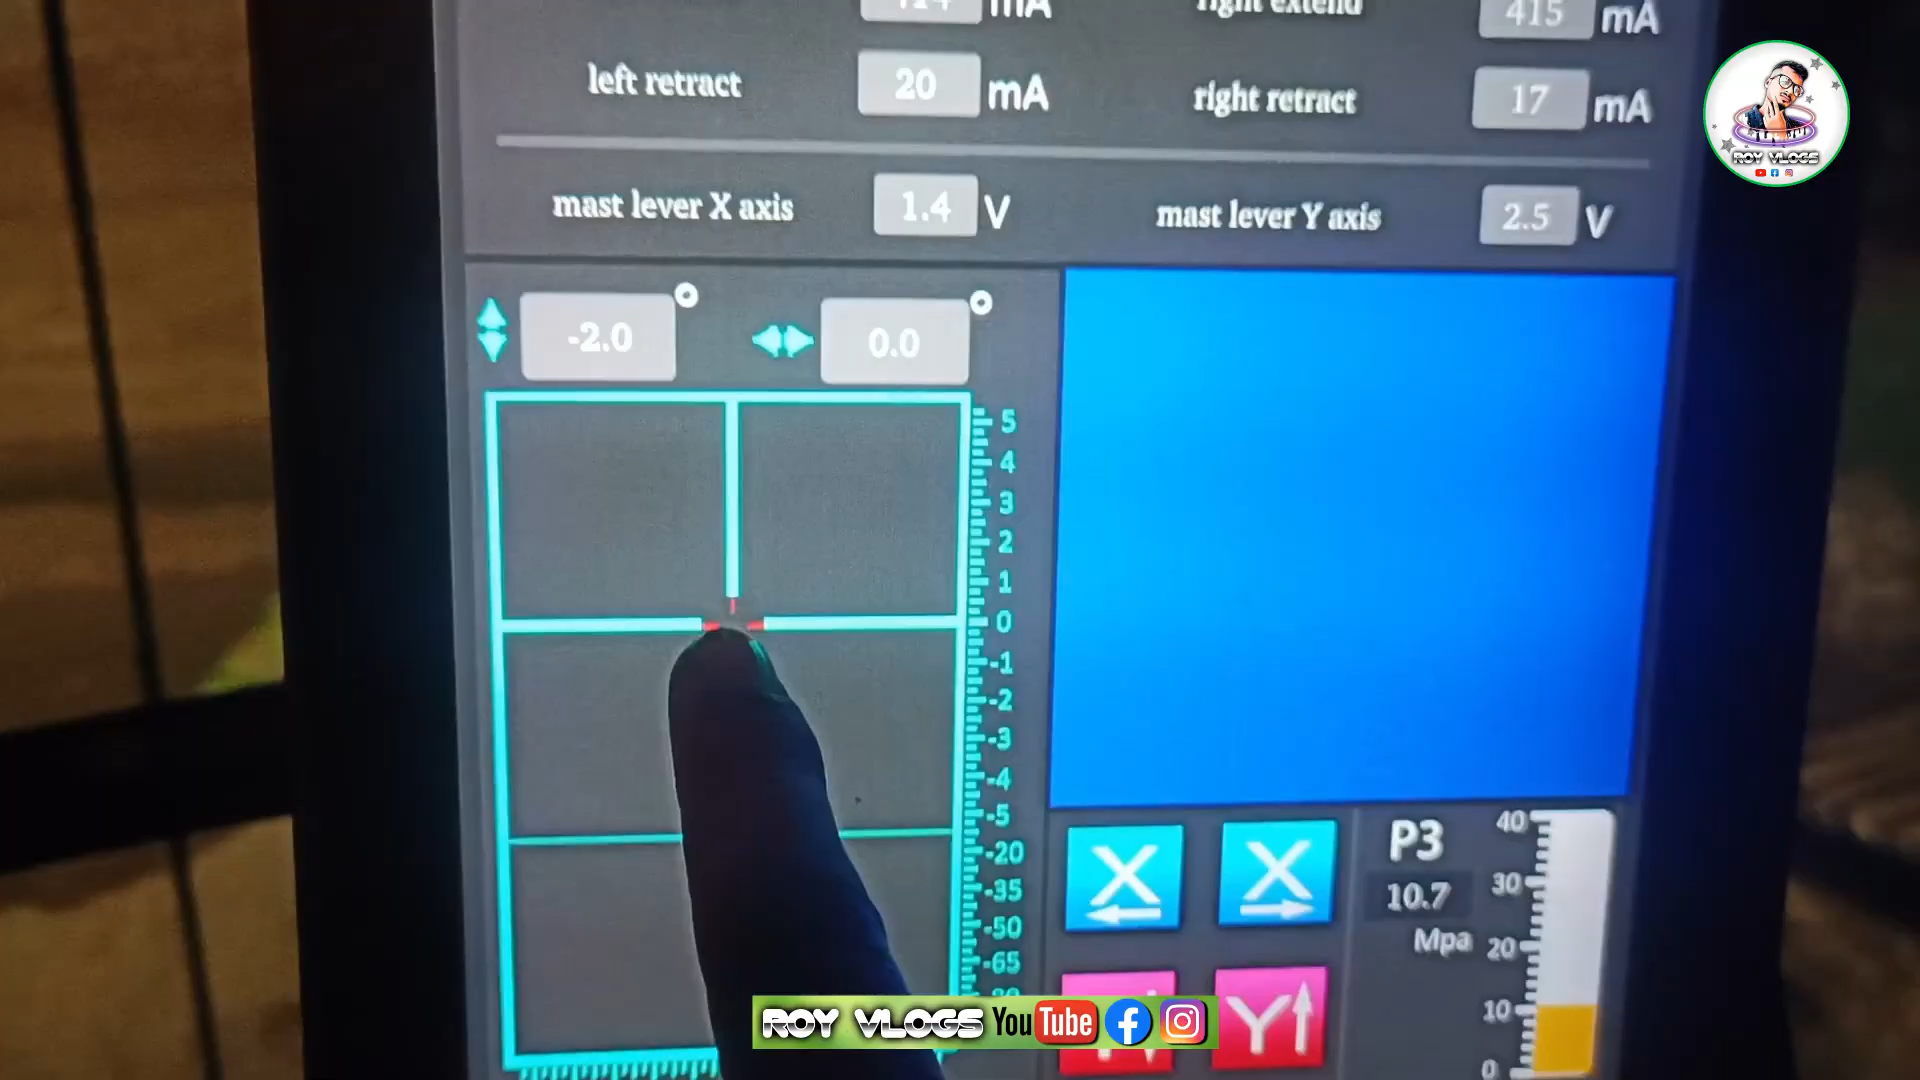 mA right extend 415 mA
left retract 20 mA right retract 17 mA
ROY VLOGS
mast lever X axis 1.4 V mast lever Y axis 2.5 V
-2.0 0.0
5
4
3
2
1
0
-1
-2
-3
-4
-5
-20
-35
-50
-65
X X P3 40
10.7 30
Mpa 20
Y 10
0
ROY VLOGS YouTube